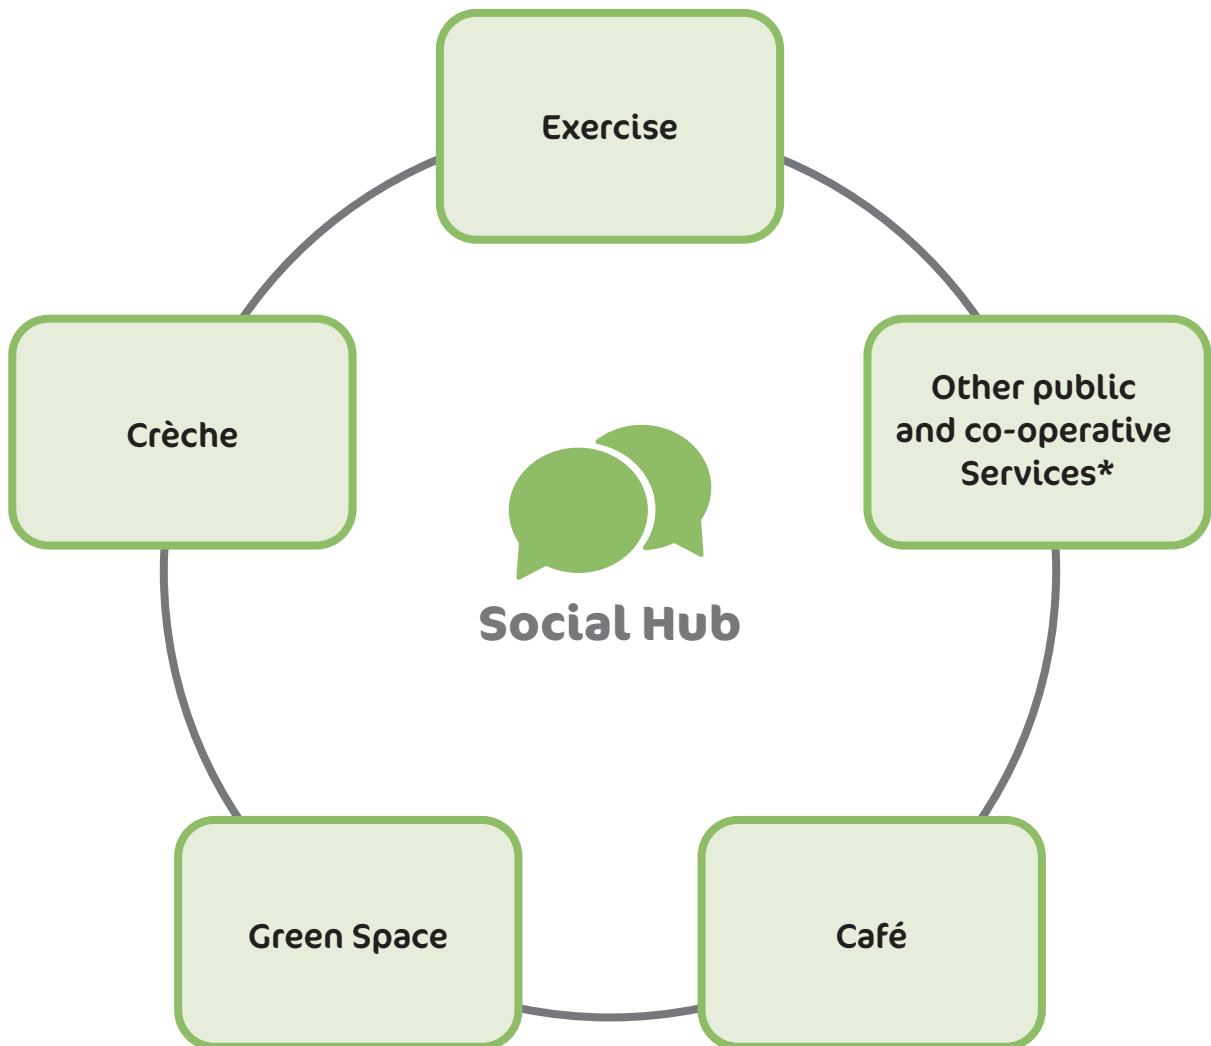 Exercise
Crèche
Other public
and co-operative
Services*
Social Hub
Green Space
Café